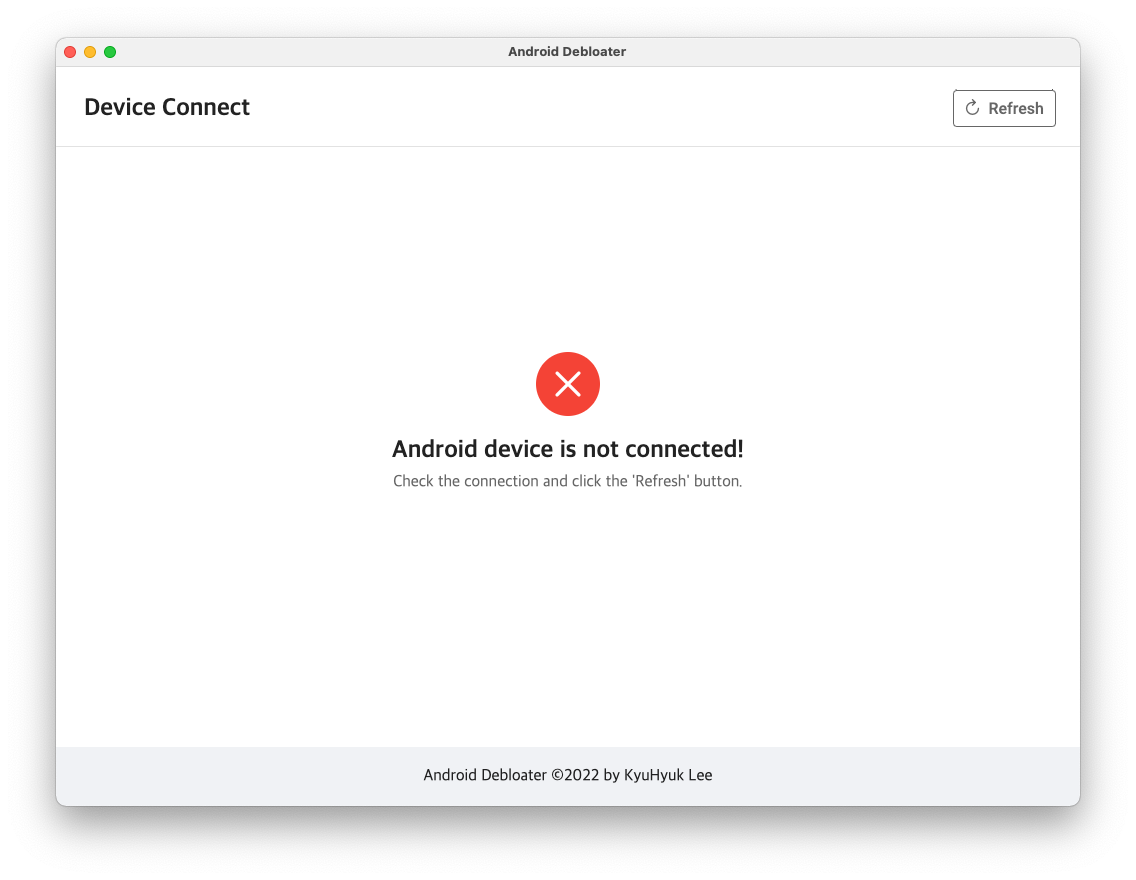 Android Debloater
Device Connect
Refresh
Android device is not connected!
Check the connection and click the 'Refresh' button.
Android Debloater ©2022 by KyuHyuk Lee